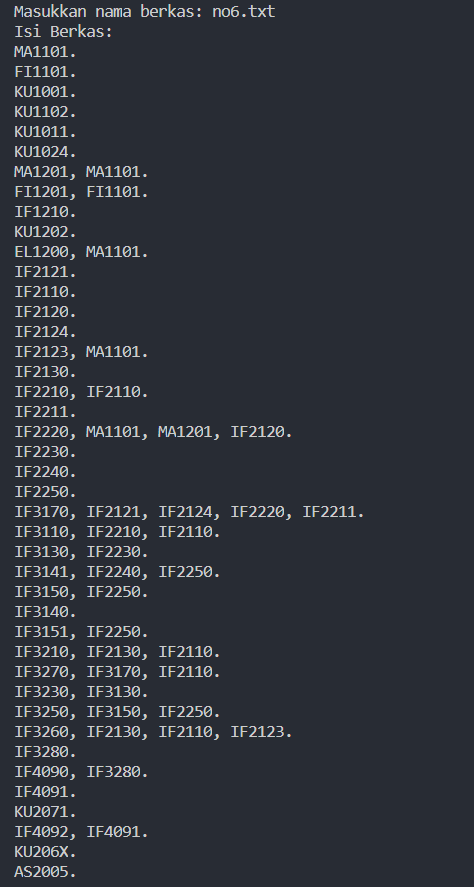 Masukkan nama berkas: no6.txt
Isi Berkas:
MA1101.
FI1101.
KU1001.
KU1102.
KU1011.
KU1024.
MA1201, MA1101.
FI1201, FI1101.
IF1210.
KU1202.
EL1200, MA1101.
IF2121.
IF2110.
IF2120.
IF2124.
IF2123, MA1101.
IF2130.
IF2210, IF2110.
IF2211.
IF2220, MA1101, MA1201, IF2120.
IF2230.
IF2240.
IF2250.
IF3170, IF2121, IF2124, IF2220, IF2211.
IF3110, IF2210, IF2110.
IF3130, IF2230.
IF3141, IF2240, IF2250.
IF3150, IF2250.
IF3140.
IF3151, IF2250.
IF3210, IF2130, IF2110.
IF3270, IF3170, IF2110.
IF3230, IF3130.
IF3250, IF3150, IF2250.
IF3260, IF2130, IF2110, IF2123.
IF3280.
IF4090, IF3280.
IF4091.
KU2071.
IF4092, IF4091.
KU206X.
AS2005.